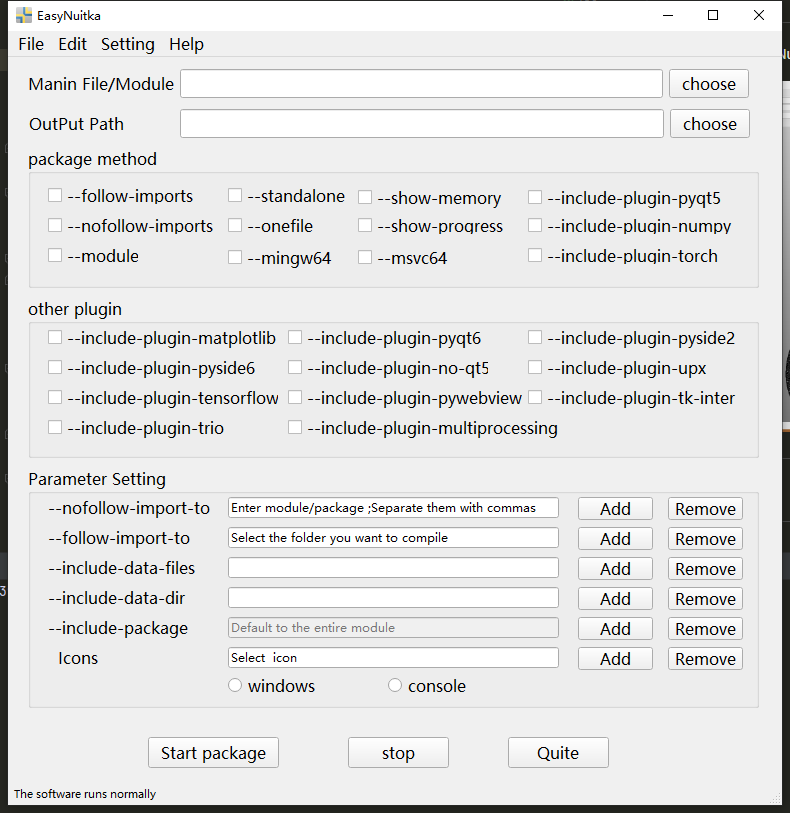 EasyNuitka
File Edit Setting Help
Manin File/Module choose
OutPut Path choose
package method
--follow-imports --standalone --show-memory --include-plugin-pyqt5
--nofollow-imports --onefile --show-progress --include-plugin-numpy
--module --mingw64 --msvc64 --include-plugin-torch
other plugin
--include-plugin-matplotlib --include-plugin-pyqt6 --include-plugin-pyside2
--include-plugin-pyside6 --include-plugin-no-qt5 --include-plugin-upx
--include-plugin-tensorflow --include-plugin-pywebview --include-plugin-tk-inter
--include-plugin-trio --include-plugin-multiprocessing
Parameter Setting
--nofollow-import-to Enter module/package ;Separate them with commas Add Remove
--follow-import-to Select the folder you want to compile Add Remove
--include-data-files Add Remove
--include-data-dir Add Remove
--include-package Default to the entire module Add Remove
Icons Select icon Add Remove
windows console
Start package stop Quite
The software runs normally